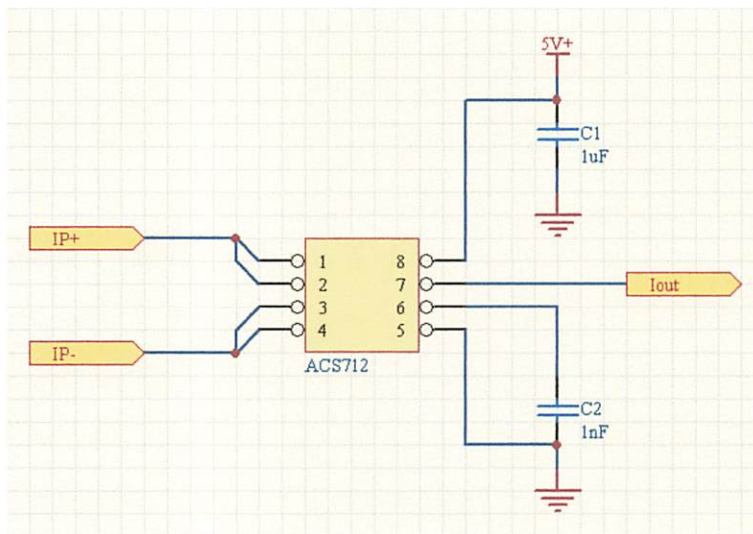 5V+
C1
1uF
IP+
1 8
2 7
3 6
4 5
Iout
IP-
ACS712
C2
1nF